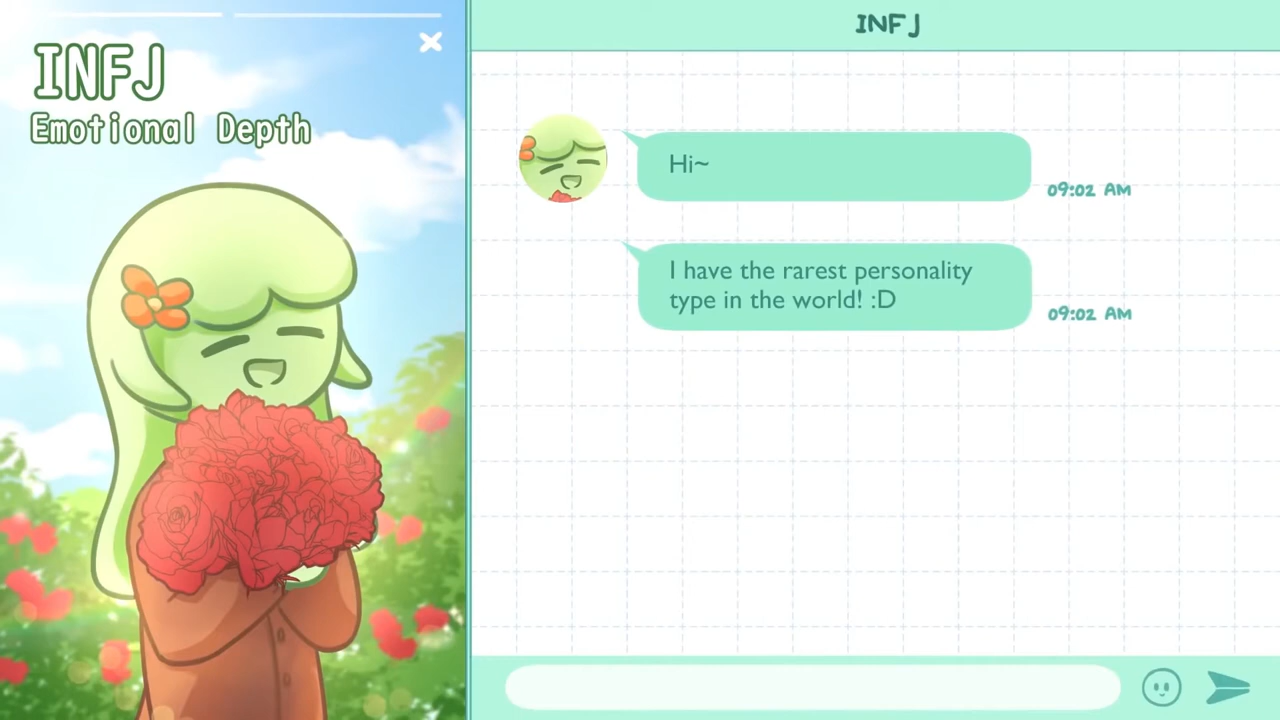 INFJ
Emotional Depth
INFJ
Hi~
09:02 AM
I have the rarest personality
type in the world! :D
09:02 AM